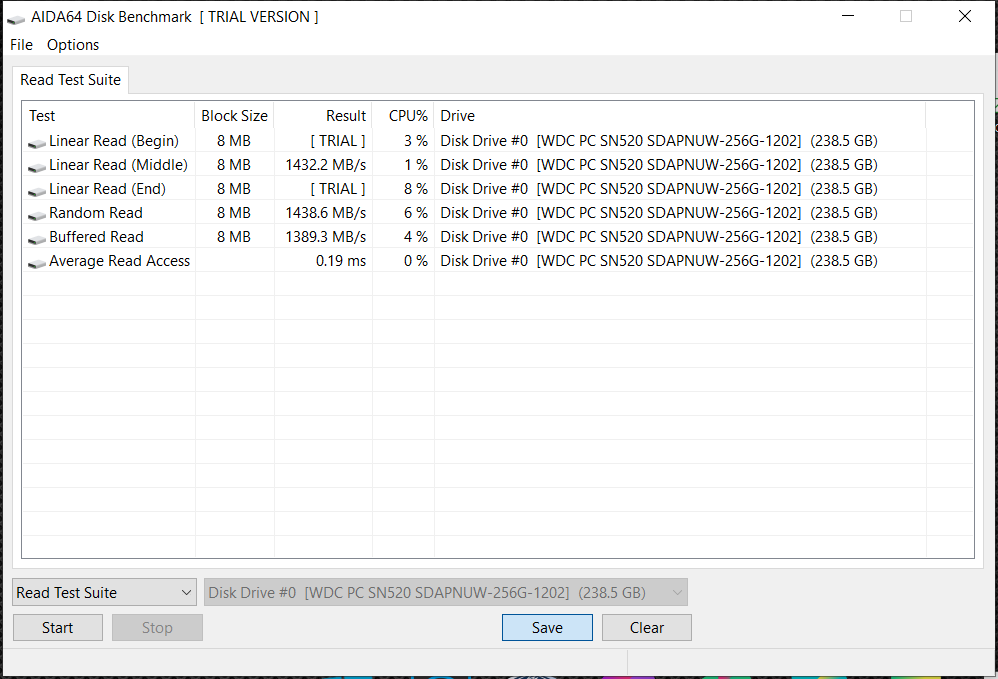 AIDA64 Disk Benchmark [ TRIAL VERSION ]
File Options
Read Test Suite
Test Block Size Result CPU% Drive
Linear Read (Begin) 8 MB [ TRIAL ] 3 % Disk Drive #0 [WDC PC SN520 SDAPNUW-256G-1202] (238.5 GB)
Linear Read (Middle) 8 MB 1432.2 MB/s 1 % Disk Drive #0 [WDC PC SN520 SDAPNUW-256G-1202] (238.5 GB)
Linear Read (End) 8 MB [ TRIAL ] 8 % Disk Drive #0 [WDC PC SN520 SDAPNUW-256G-1202] (238.5 GB)
Random Read 8 MB 1438.6 MB/s 6 % Disk Drive #0 [WDC PC SN520 SDAPNUW-256G-1202] (238.5 GB)
Buffered Read 8 MB 1389.3 MB/s 4 % Disk Drive #0 [WDC PC SN520 SDAPNUW-256G-1202] (238.5 GB)
Average Read Access 0.19 ms 0 % Disk Drive #0 [WDC PC SN520 SDAPNUW-256G-1202] (238.5 GB)
Read Test Suite Disk Drive #0 [WDC PC SN520 SDAPNUW-256G-1202] (238.5 GB)
Start Stop Save Clear